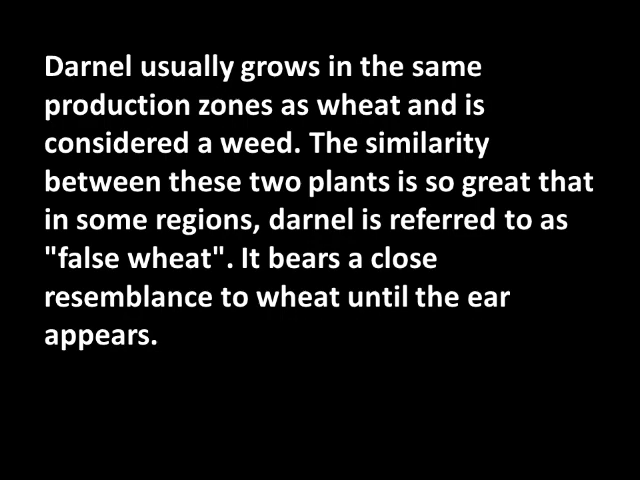 Darnel usually grows in the same
production zones as wheat and is
considered a weed. The similarity
between these two plants is so great that
in some regions, darnel is referred to as
"false wheat". It bears a close
resemblance to wheat until the ear
appears.